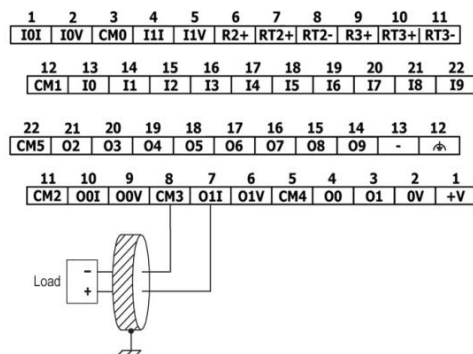 1 2 3 4 5 6 7 8 9 10 11
I0I I0V CM0 I1I I1V R2+ RT2+ RT2- R3+ RT3+ RT3-
12 13 14 15 16 17 18 19 20 21 22
CM1 I0 I1 I2 I3 I4 I5 I6 I7 I8 I9
22 21 20 19 18 17 16 15 14 13 12
CM5 O2 O3 O4 O5 O6 O7 O8 O9 -
11 10 9 8 7 6 5 4 3 2 1
CM2 O0I O0V CM3 O1I O1V CM4 O0 O1 0V +V
Load
−
+